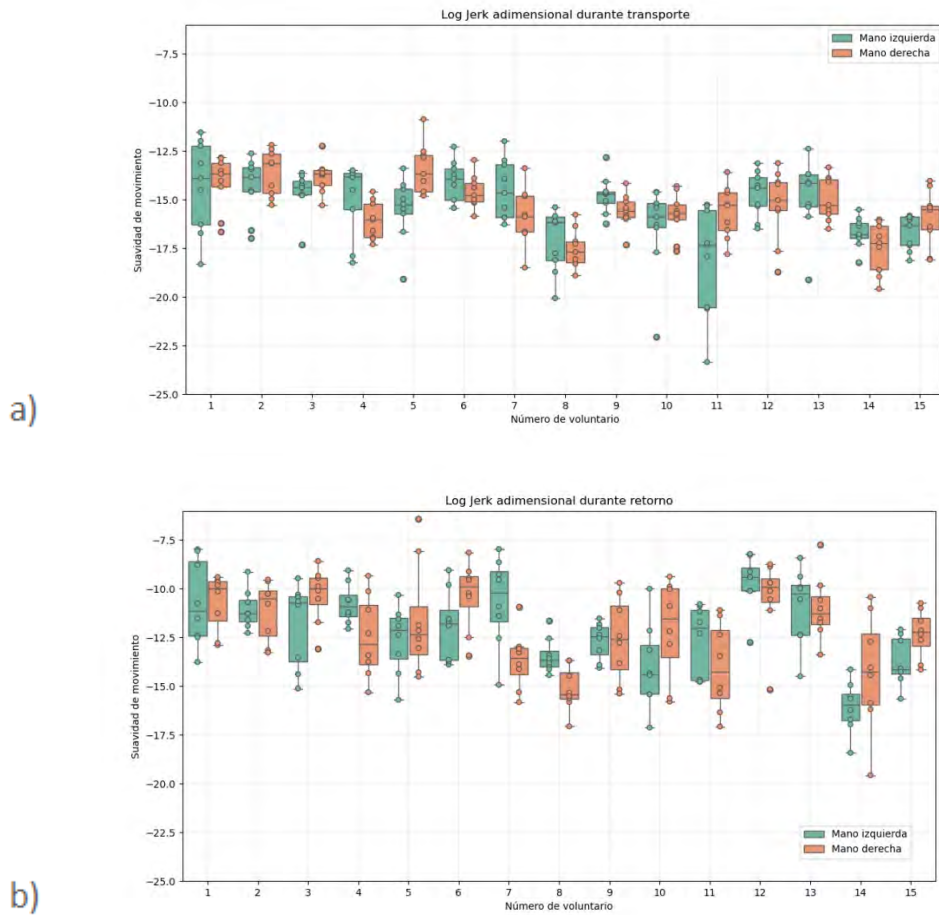 Log Jerk adimensional durante transporte
Mano izquierda
Mano derecha
Suavidad de movimiento
−7.5
−10.0
−12.5
−15.0
−17.5
−20.0
−22.5
−25.0
1 2 3 4 5 6 7 8 9 10 11 12 13 14 15
Número de voluntario
a)
Log Jerk adimensional durante retorno
Suavidad de movimiento
−7.5
−10.0
−12.5
−15.0
−17.5
−20.0
−22.5
−25.0
Mano izquierda
Mano derecha
1 2 3 4 5 6 7 8 9 10 11 12 13 14 15
Número de voluntario
b)